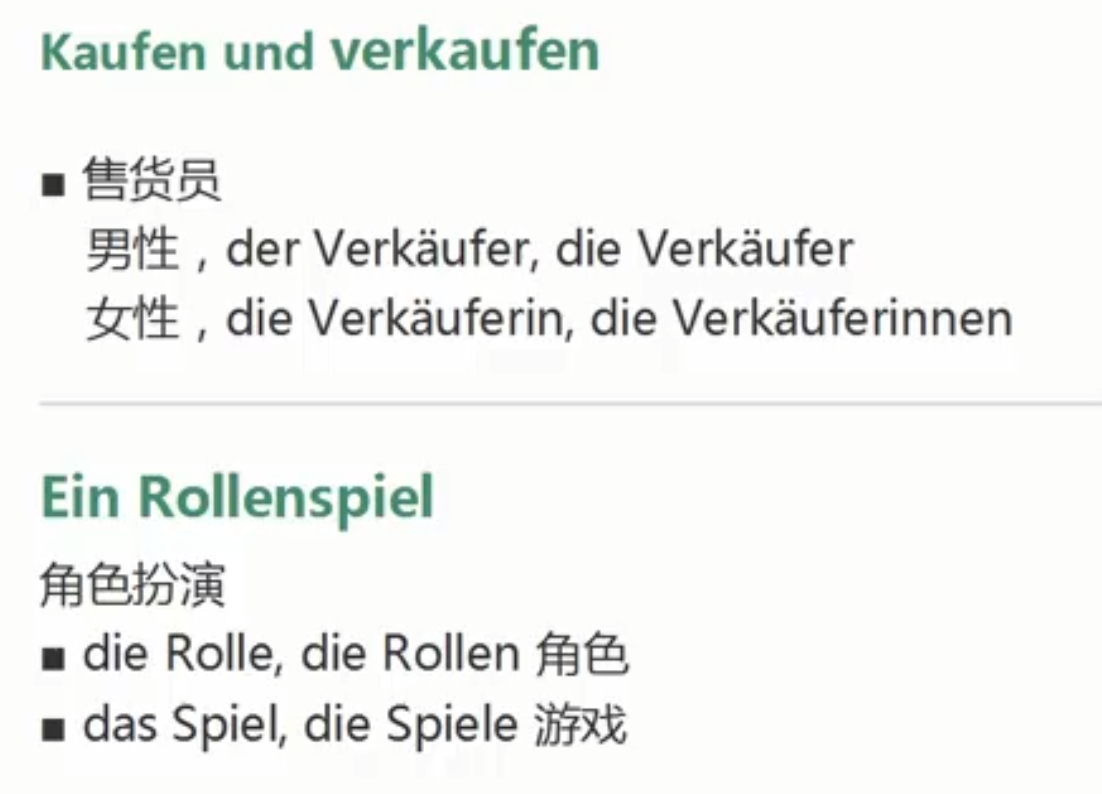 Kaufen und verkaufen
■ 售货员
男性，der Verkäufer, die Verkäufer
女性，die Verkäuferin, die Verkäuferinnen
Ein Rollenspiel
角色扮演
■ die Rolle, die Rollen 角色
■ das Spiel, die Spiele 游戏